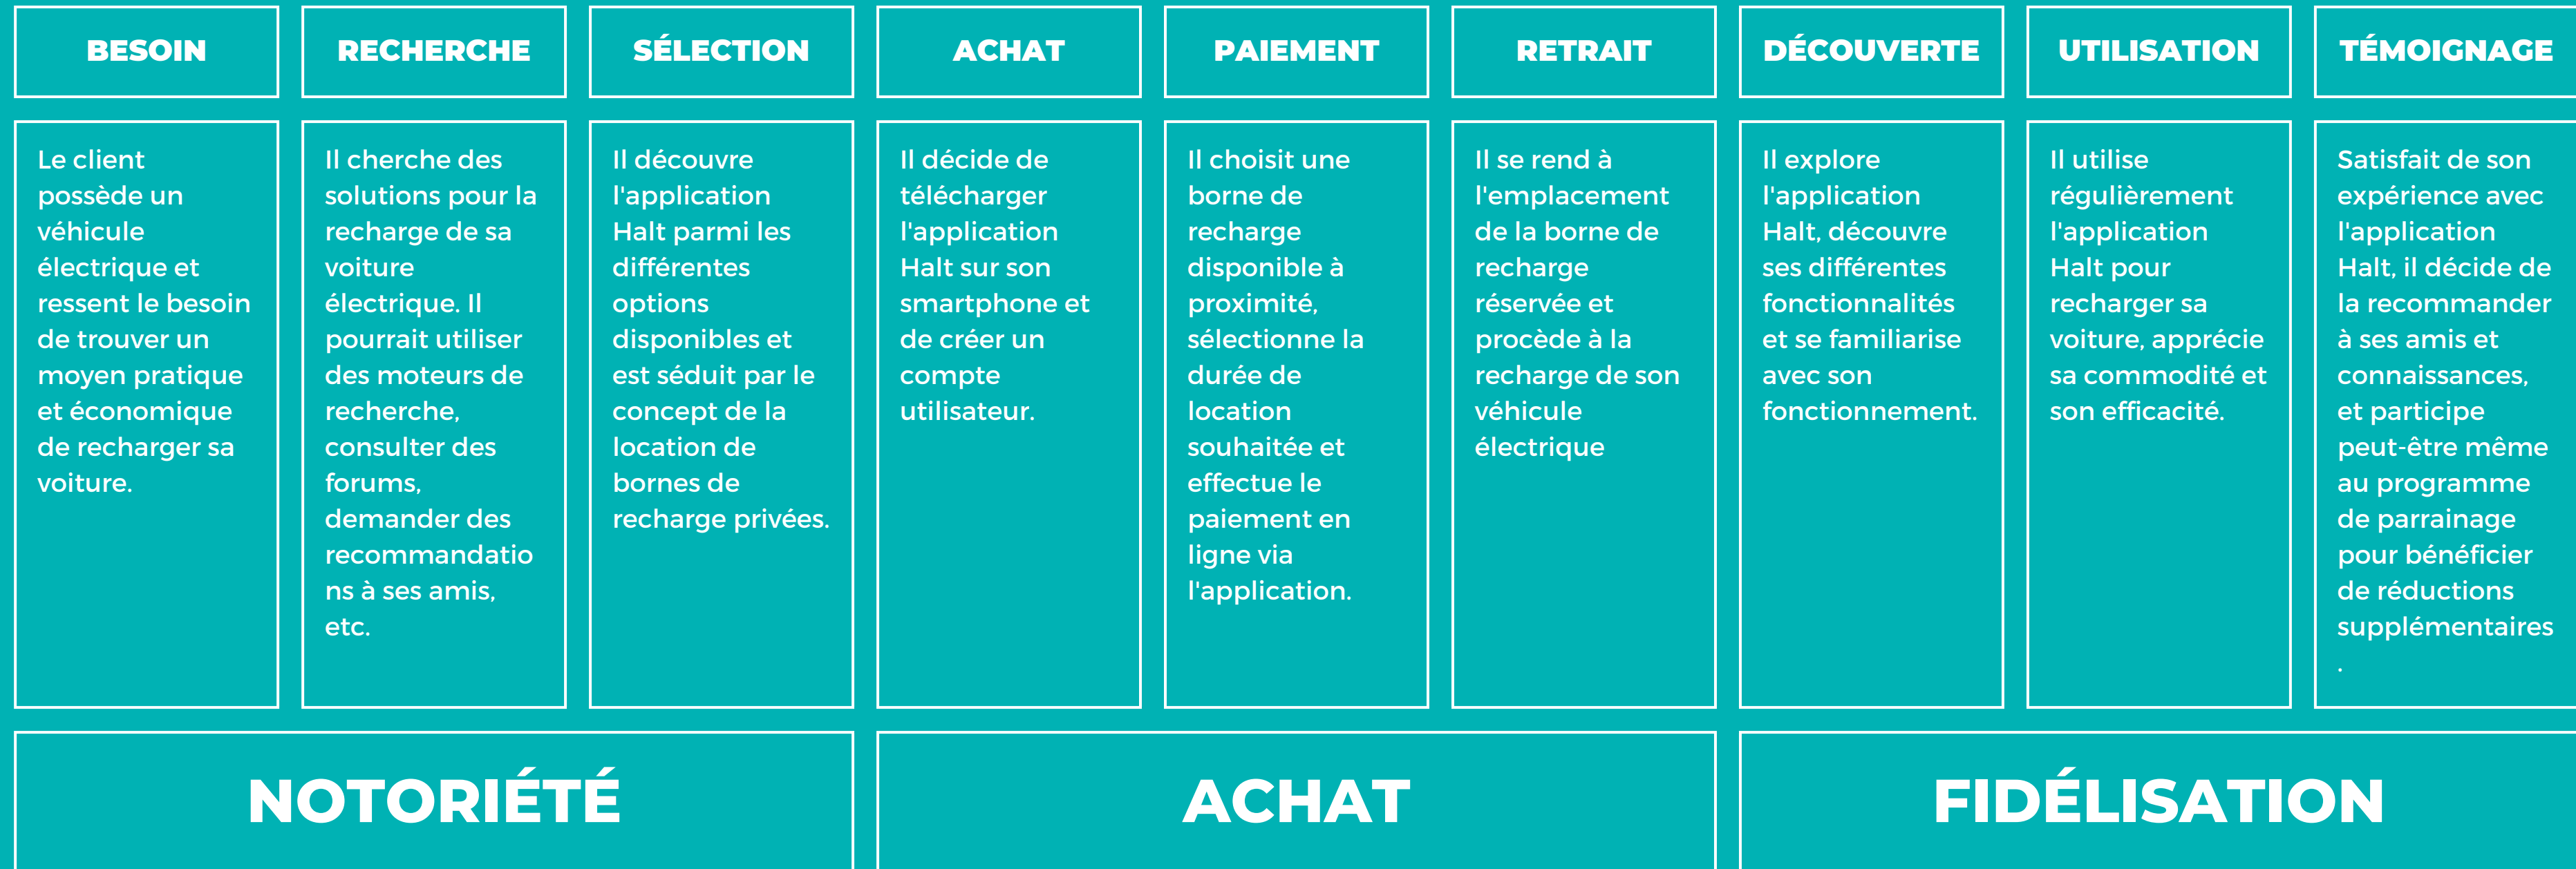 BESOIN
RECHERCHE
SÉLECTION
ACHAT
PAIEMENT
RETRAIT
DÉCOUVERTE
UTILISATION
TÉMOIGNAGE
Le client
possède un
véhicule
électrique et
ressent le besoin
de trouver un
moyen pratique
et économique
de recharger sa
voiture.
Il cherche des
solutions pour la
recharge de sa
voiture
électrique. Il
pourrait utiliser
des moteurs de
recherche,
consulter des
forums,
demander des
recommandatio
ns à ses amis,
etc.
Il découvre
l'application
Halt parmi les
différentes
options
disponibles et
est séduit par le
concept de la
location de
bornes de
recharge privées.
Il décide de
télécharger
l'application
Halt sur son
smartphone et
de créer un
compte
utilisateur.
Il choisit une
borne de
recharge
disponible à
proximité,
sélectionne la
durée de
location
souhaitée et
effectue le
paiement en
ligne via
l'application.
Il se rend à
l'emplacement
de la borne de
recharge
réservée et
procède à la
recharge de son
véhicule
électrique
Il explore
l'application
Halt, découvre
ses différentes
fonctionnalités
et se familiarise
avec son
fonctionnement.
Il utilise
régulièrement
l'application
Halt pour
recharger sa
voiture, apprécie
sa commodité et
son efficacité.
Satisfait de son
expérience avec
l'application
Halt, il décide de
la recommander
à ses amis et
connaissances,
et participe
peut-être même
au programme
de parrainage
pour bénéficier
de réductions
supplémentaires
.
NOTORIÉTÉ
ACHAT
FIDÉLISATION